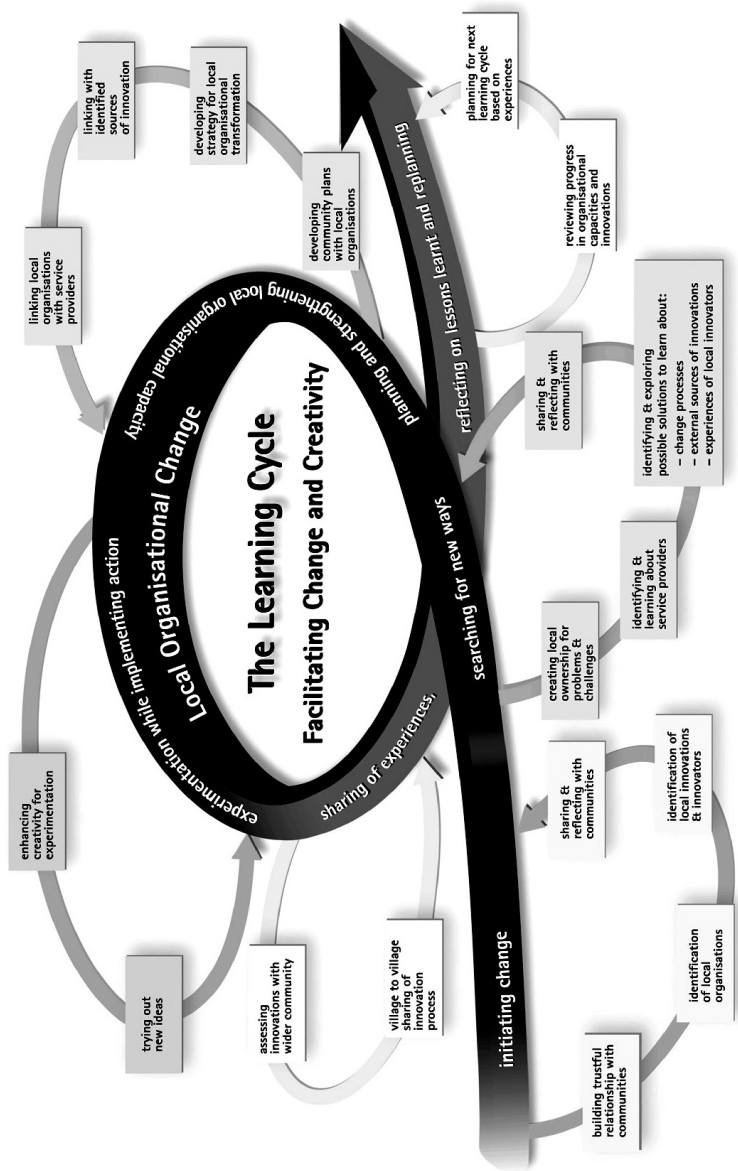 The Learning Cycle
Facilitating Change and Creativity
Local Organisational Change
initiating change
building trustful
relationship with
communities
identification
of local
organisations
identification of
local innovations
& innovators
sharing &
reflecting with
communities
searching for new ways
creating local
ownership for
problems &
challenges
identifying &
learning about
service providers
identifying & exploring
possible solutions to learn about:
– change processes
– external sources of innovations
– experiences of local innovators
sharing &
reflecting with
communities
planning and strengthening local organisational capacity
developing
community plans
with local
organisations
developing
strategy for local
organisational
transformation
linking with
identified
sources
of innovation
linking local
organisations
with service
providers
experimentation while implementing action
enhancing
creativity for
experimentation
trying out
new ideas
sharing of experiences,
assessing
innovations with
wider community
village to village
sharing of
innovation
process
reflecting on lessons learnt and replanning
reviewing progress
in organisational
capacities and
innovations
planning for next
learning cycle
based on
experiences